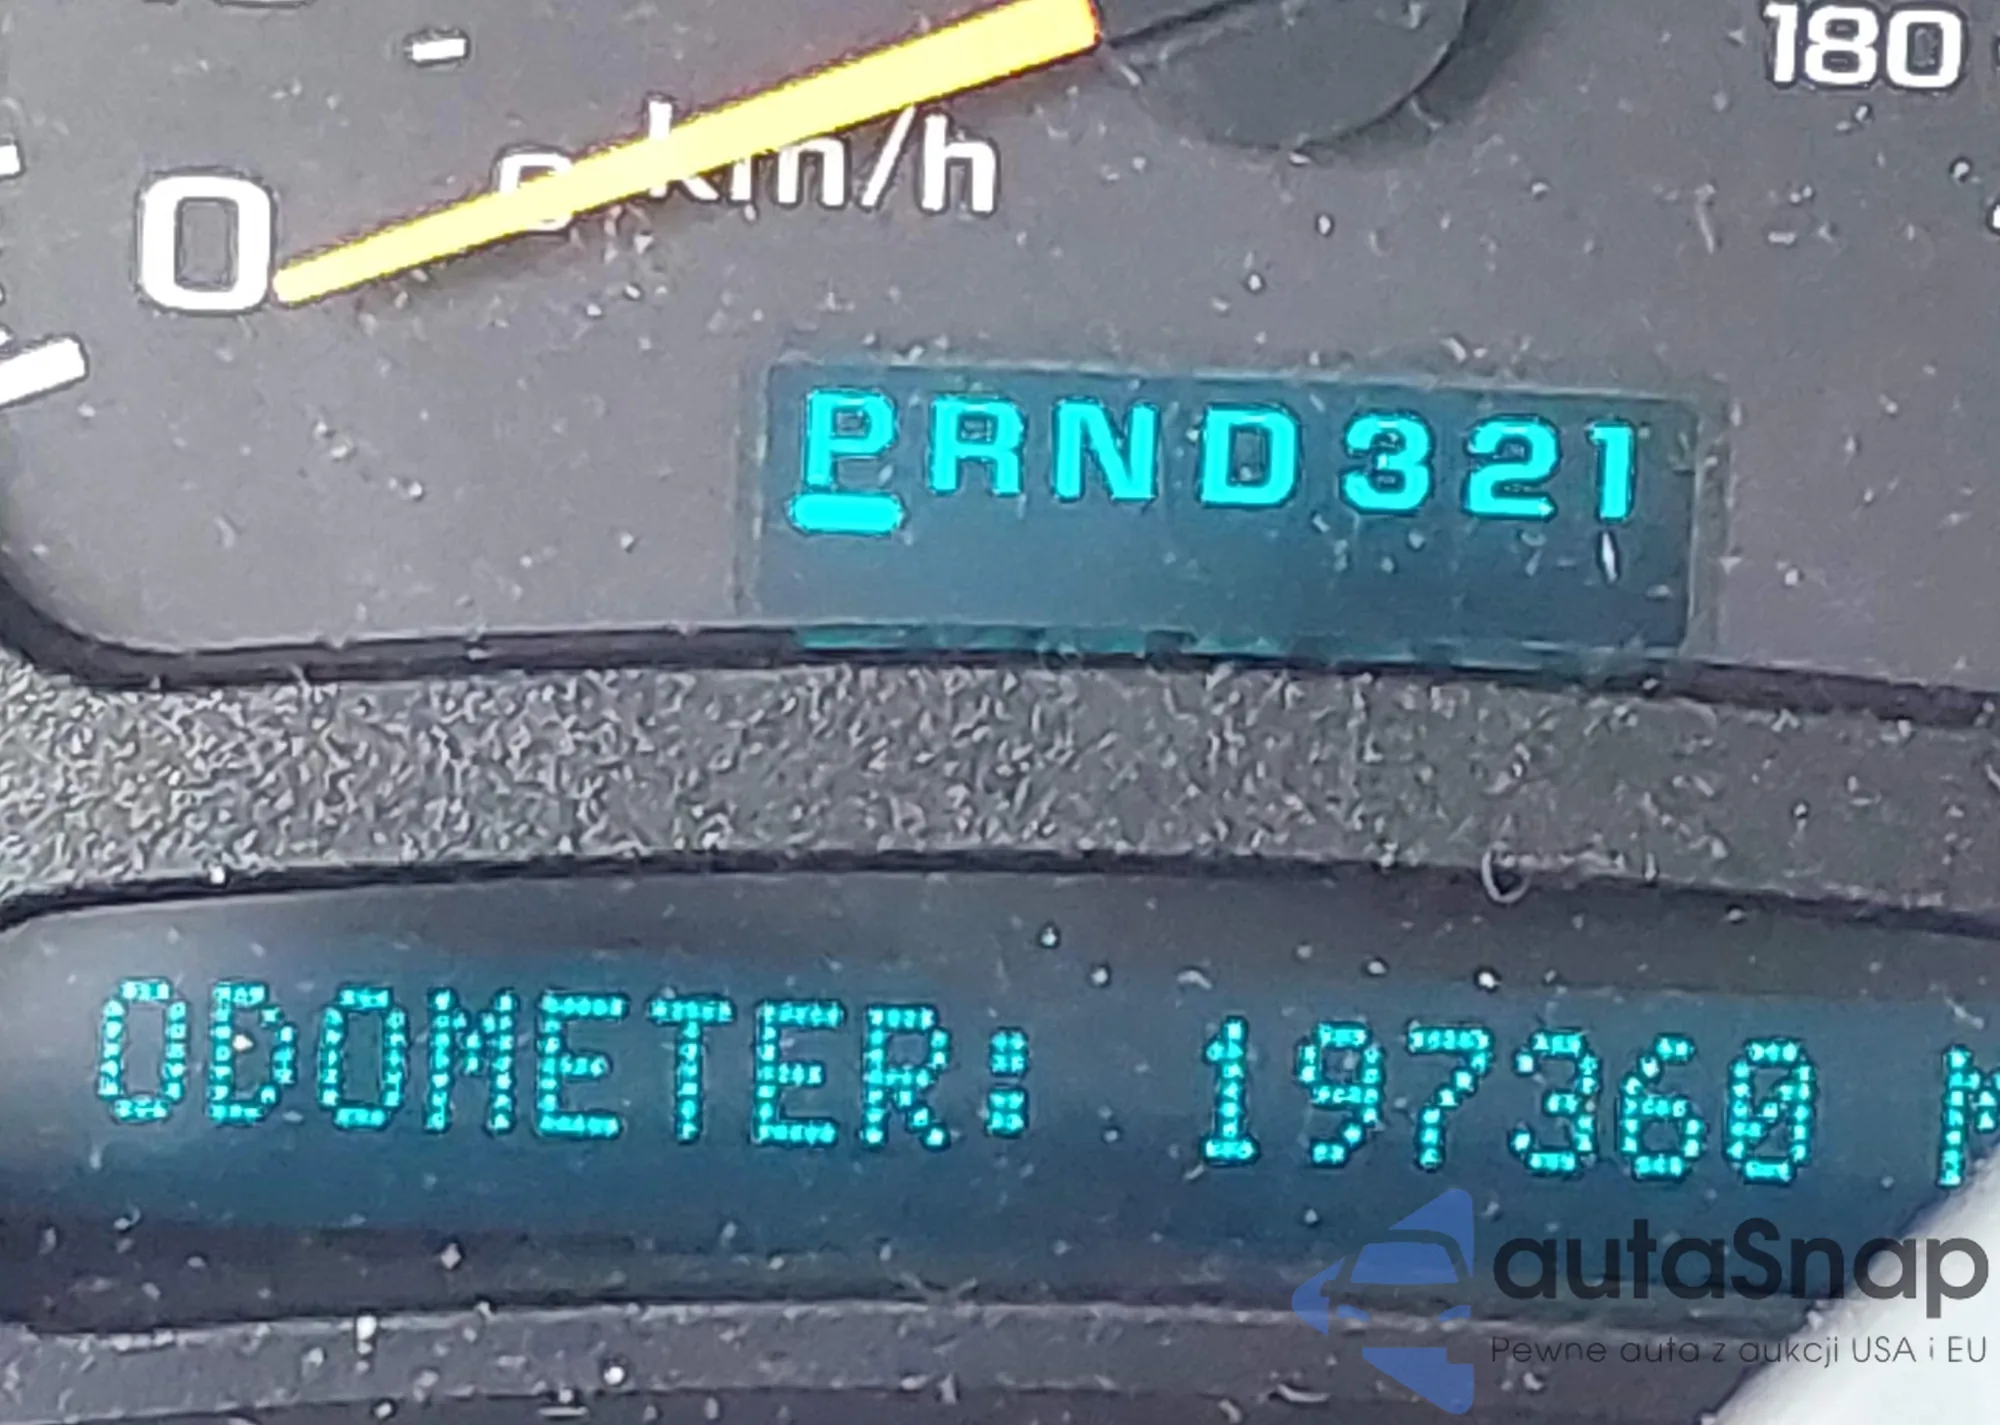 180
0
km/h
PRND321
ODOMETER: 197360 M
autaSnap
Pewne auta z aukcji USA i EU